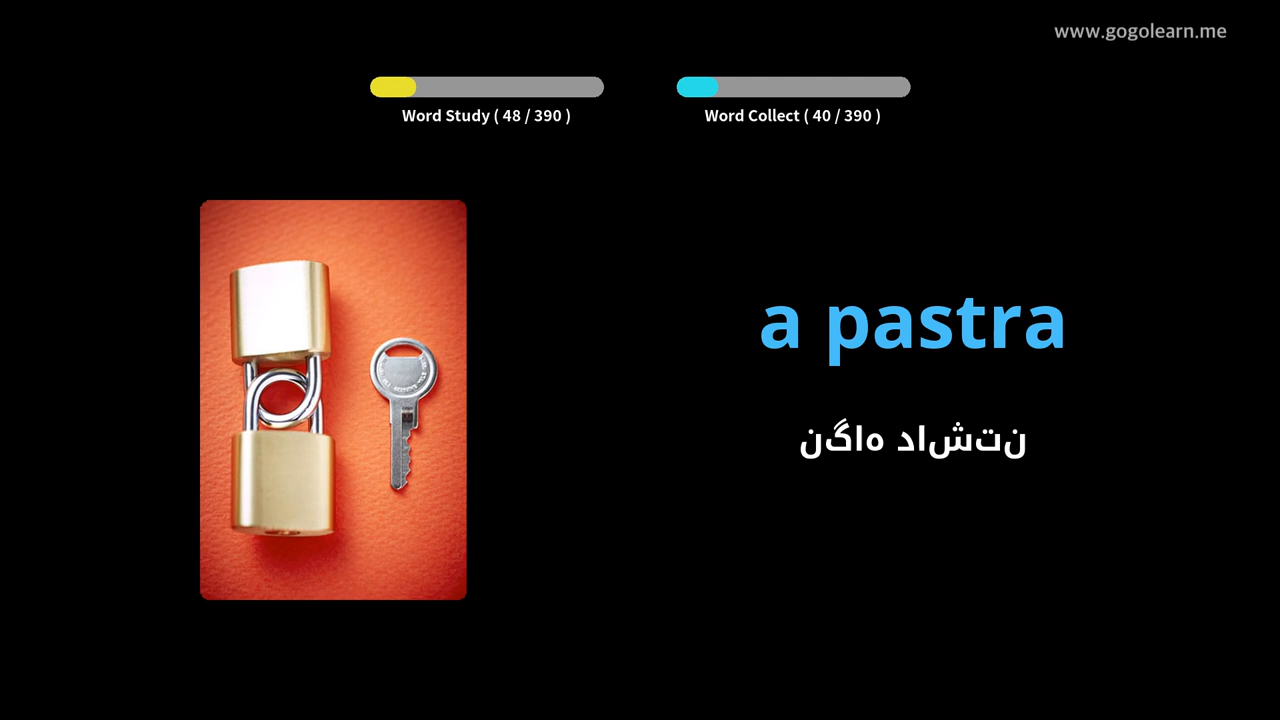 www.gogolearn.me
Word Study ( 48 / 390 )
Word Collect ( 40 / 390 )
a pastra
نگاه داشتن